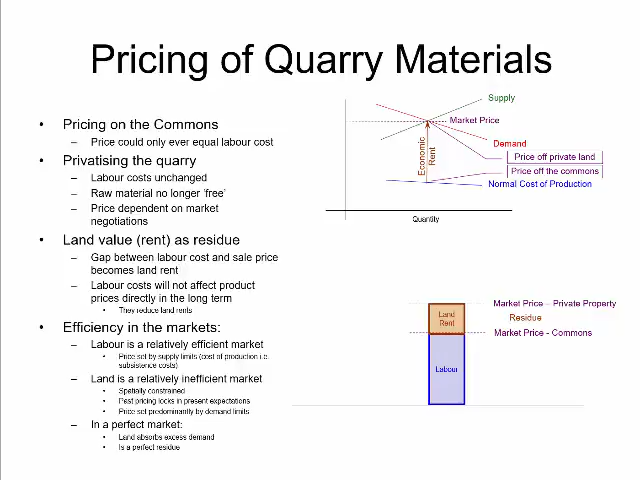 Pricing of Quarry Materials
• Pricing on the Commons
– Price could only ever equal labour cost
• Privatising the quarry
– Labour costs unchanged
– Raw material no longer 'free'
– Price dependent on market
negotiations
• Land value (rent) as residue
– Gap between labour cost and sale price
becomes land rent
– Labour costs will not affect product
prices directly in the long term
• They reduce land rents
• Efficiency in the markets:
– Labour is a relatively efficient market
• Price set by supply limits (cost of production i.e.
subsistence costs)
– Land is a relatively inefficient market
• Spatially constrained
• Past pricing locks in present expectations
• Price set predominantly by demand limits
– In a perfect market:
• Land absorbs excess demand
• Is a perfect residue
Supply
Market Price
Demand
Economic
Rent
Price off private land
Price off the commons
Normal Cost of Production
Quantity
Market Price – Private Property
Land
Rent
Residue
Market Price - Commons
Labour